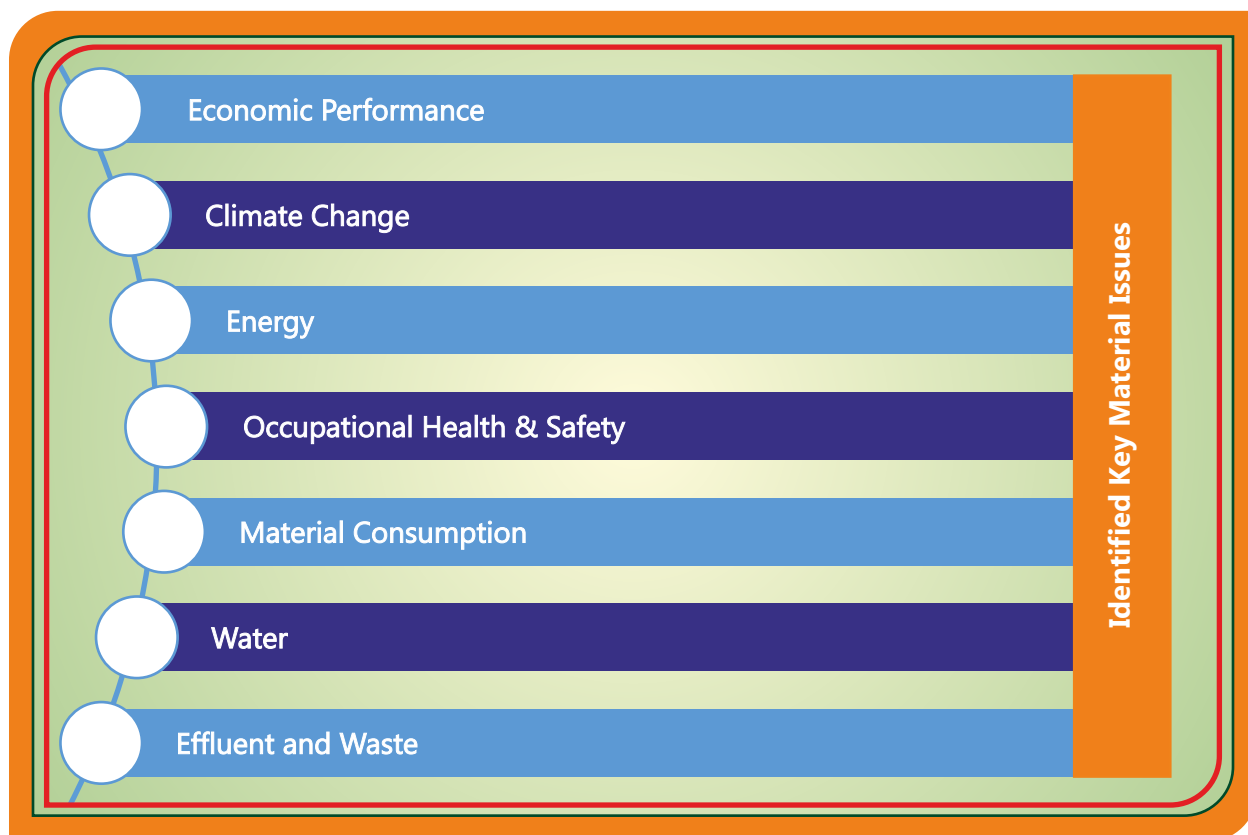 Economic Performance
Climate Change
Energy
Occupational Health & Safety
Material Consumption
Water
Effluent and Waste
Identified Key Material Issues